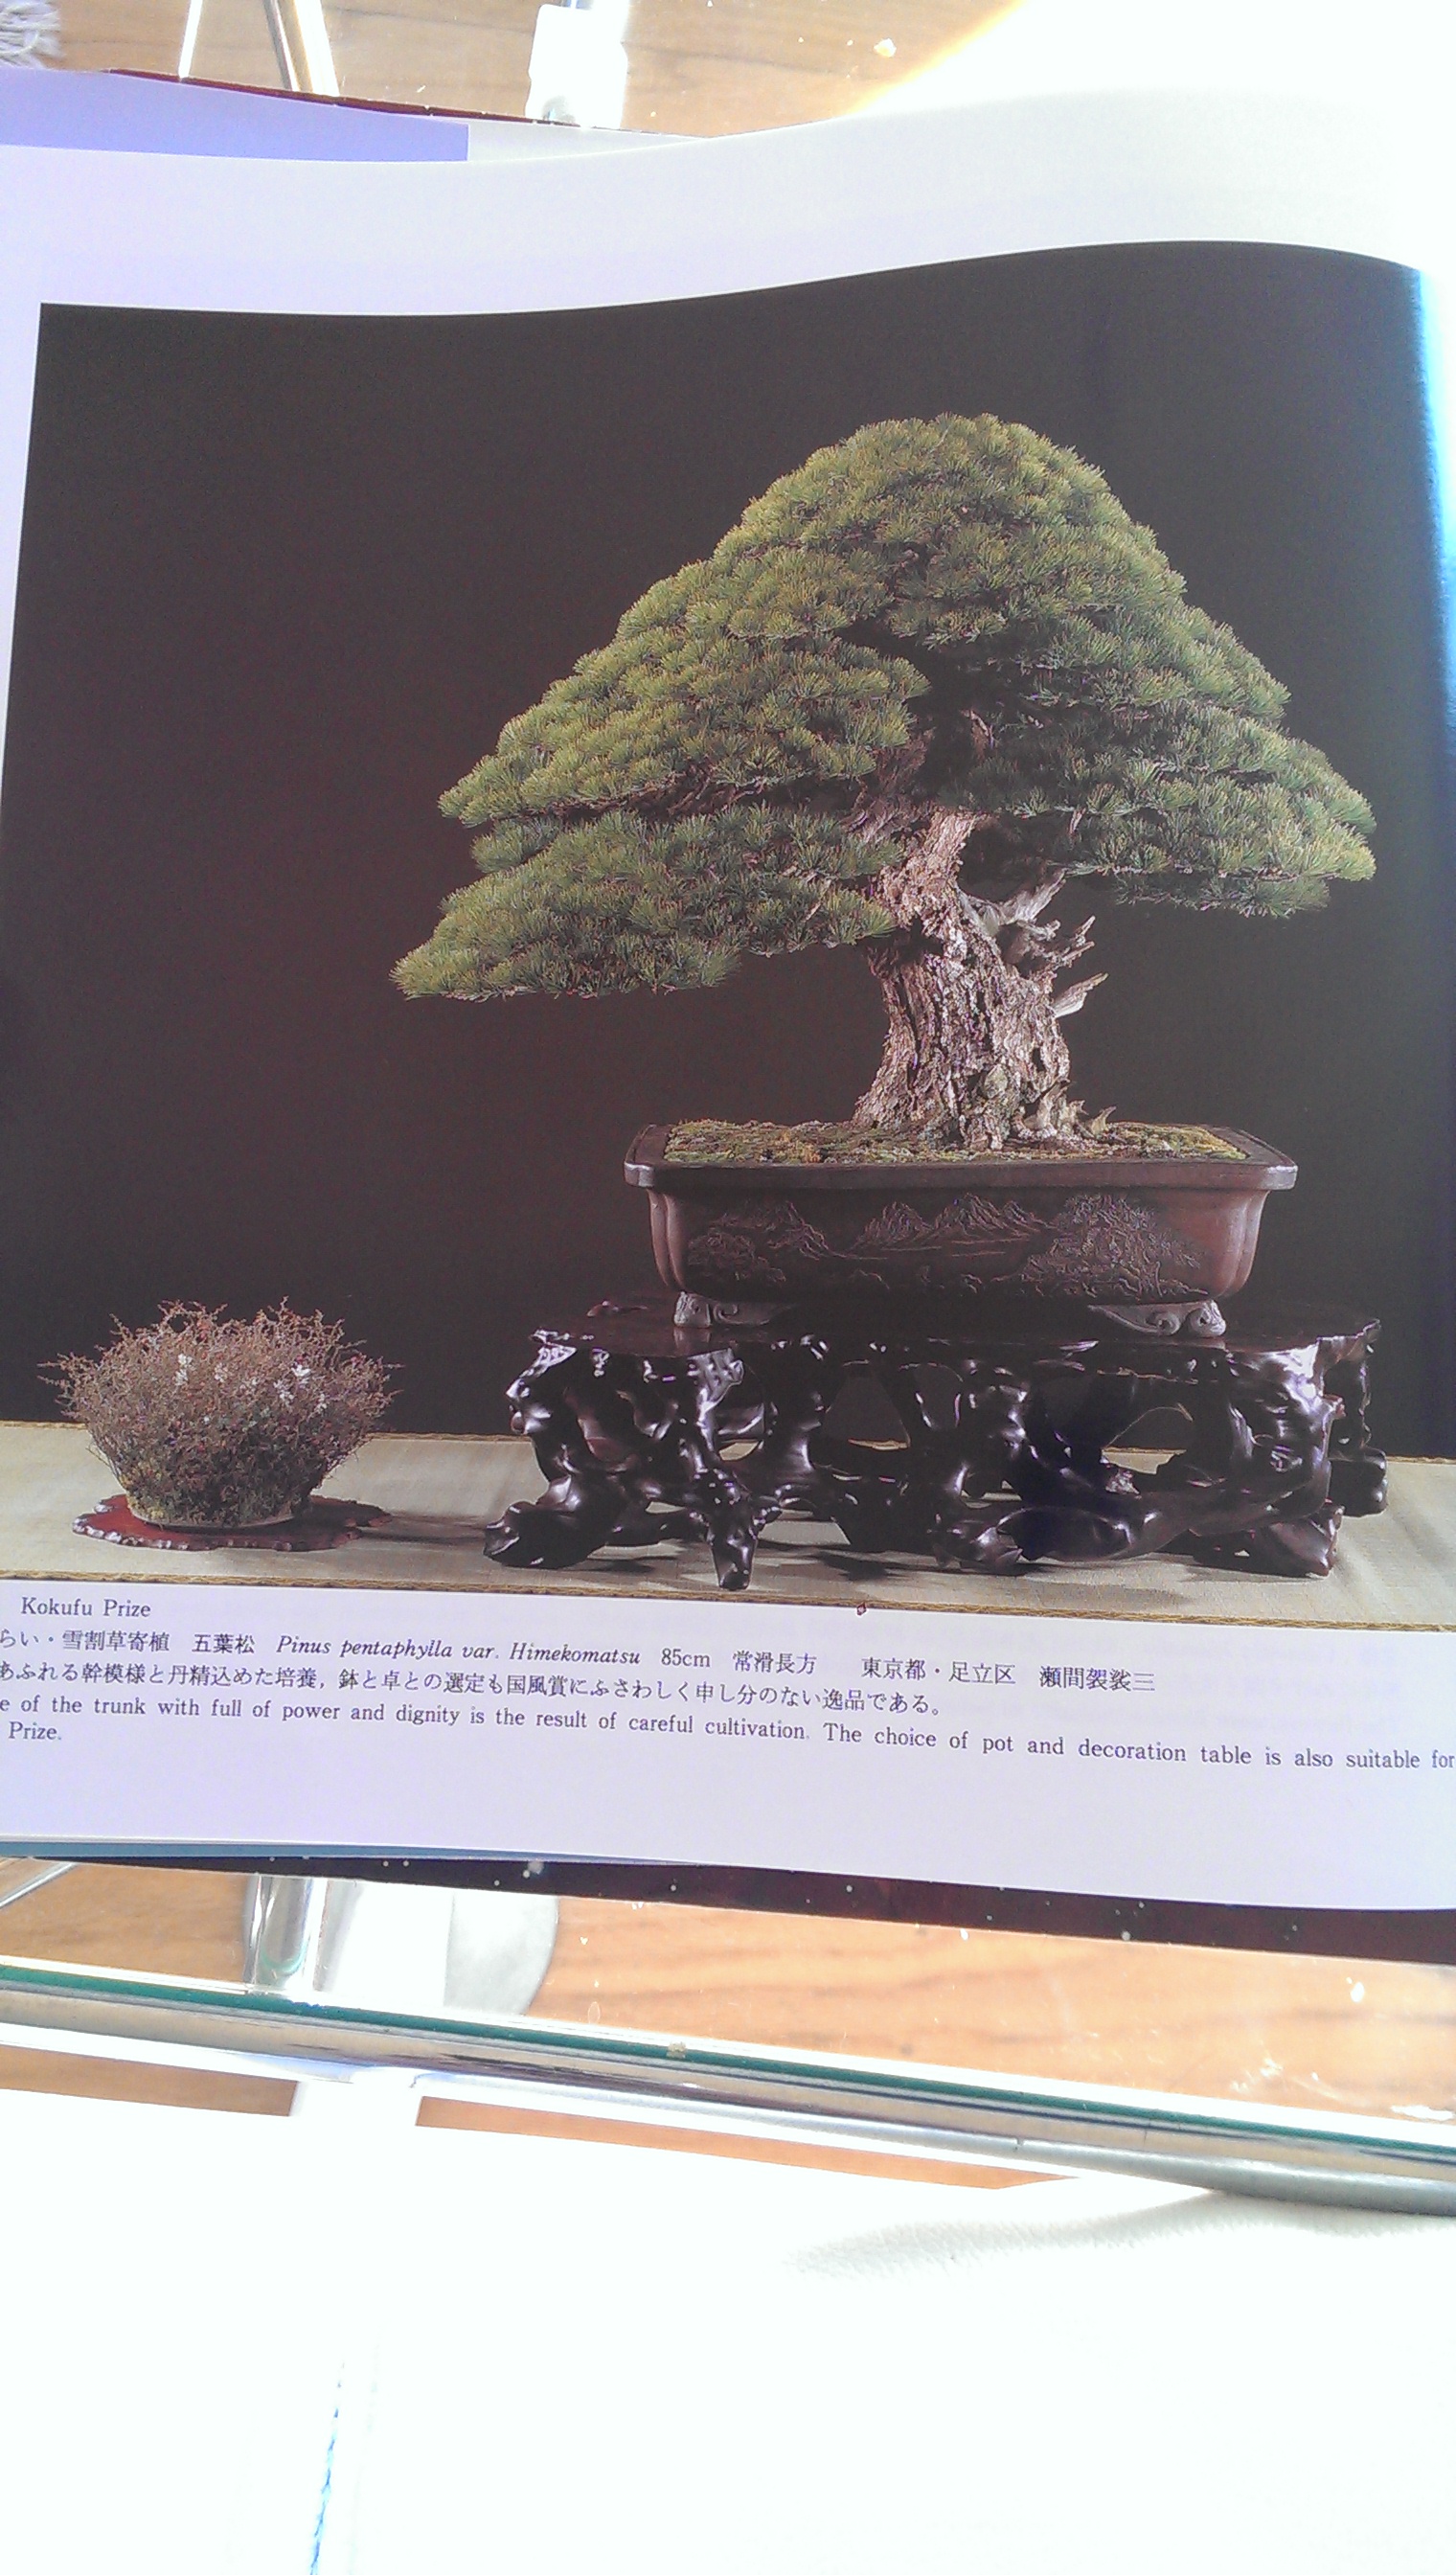 Kokufu Prize
らい・雪割草寄植 五葉松 Pinus pentaphylla var. Himekomatsu 85cm 常滑長方 東京都・足立区 瀬間袈裟三
あふれる幹模様と丹精込めた培養，鉢と卓との選定も国風賞にふさわしく申し分のない逸品である。
e of the trunk with full of power and dignity is the result of careful cultivation. The choice of pot and decoration table is also suitable for
Prize.